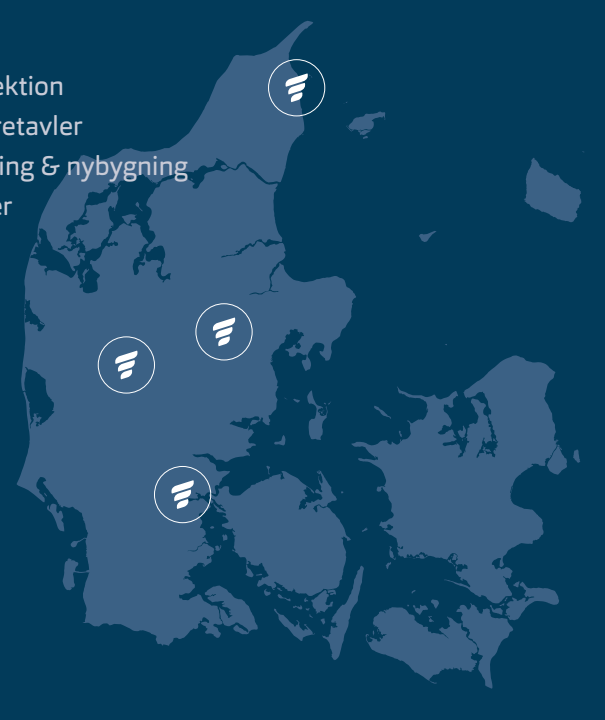 ektion
retavler
ing & nybygning
er